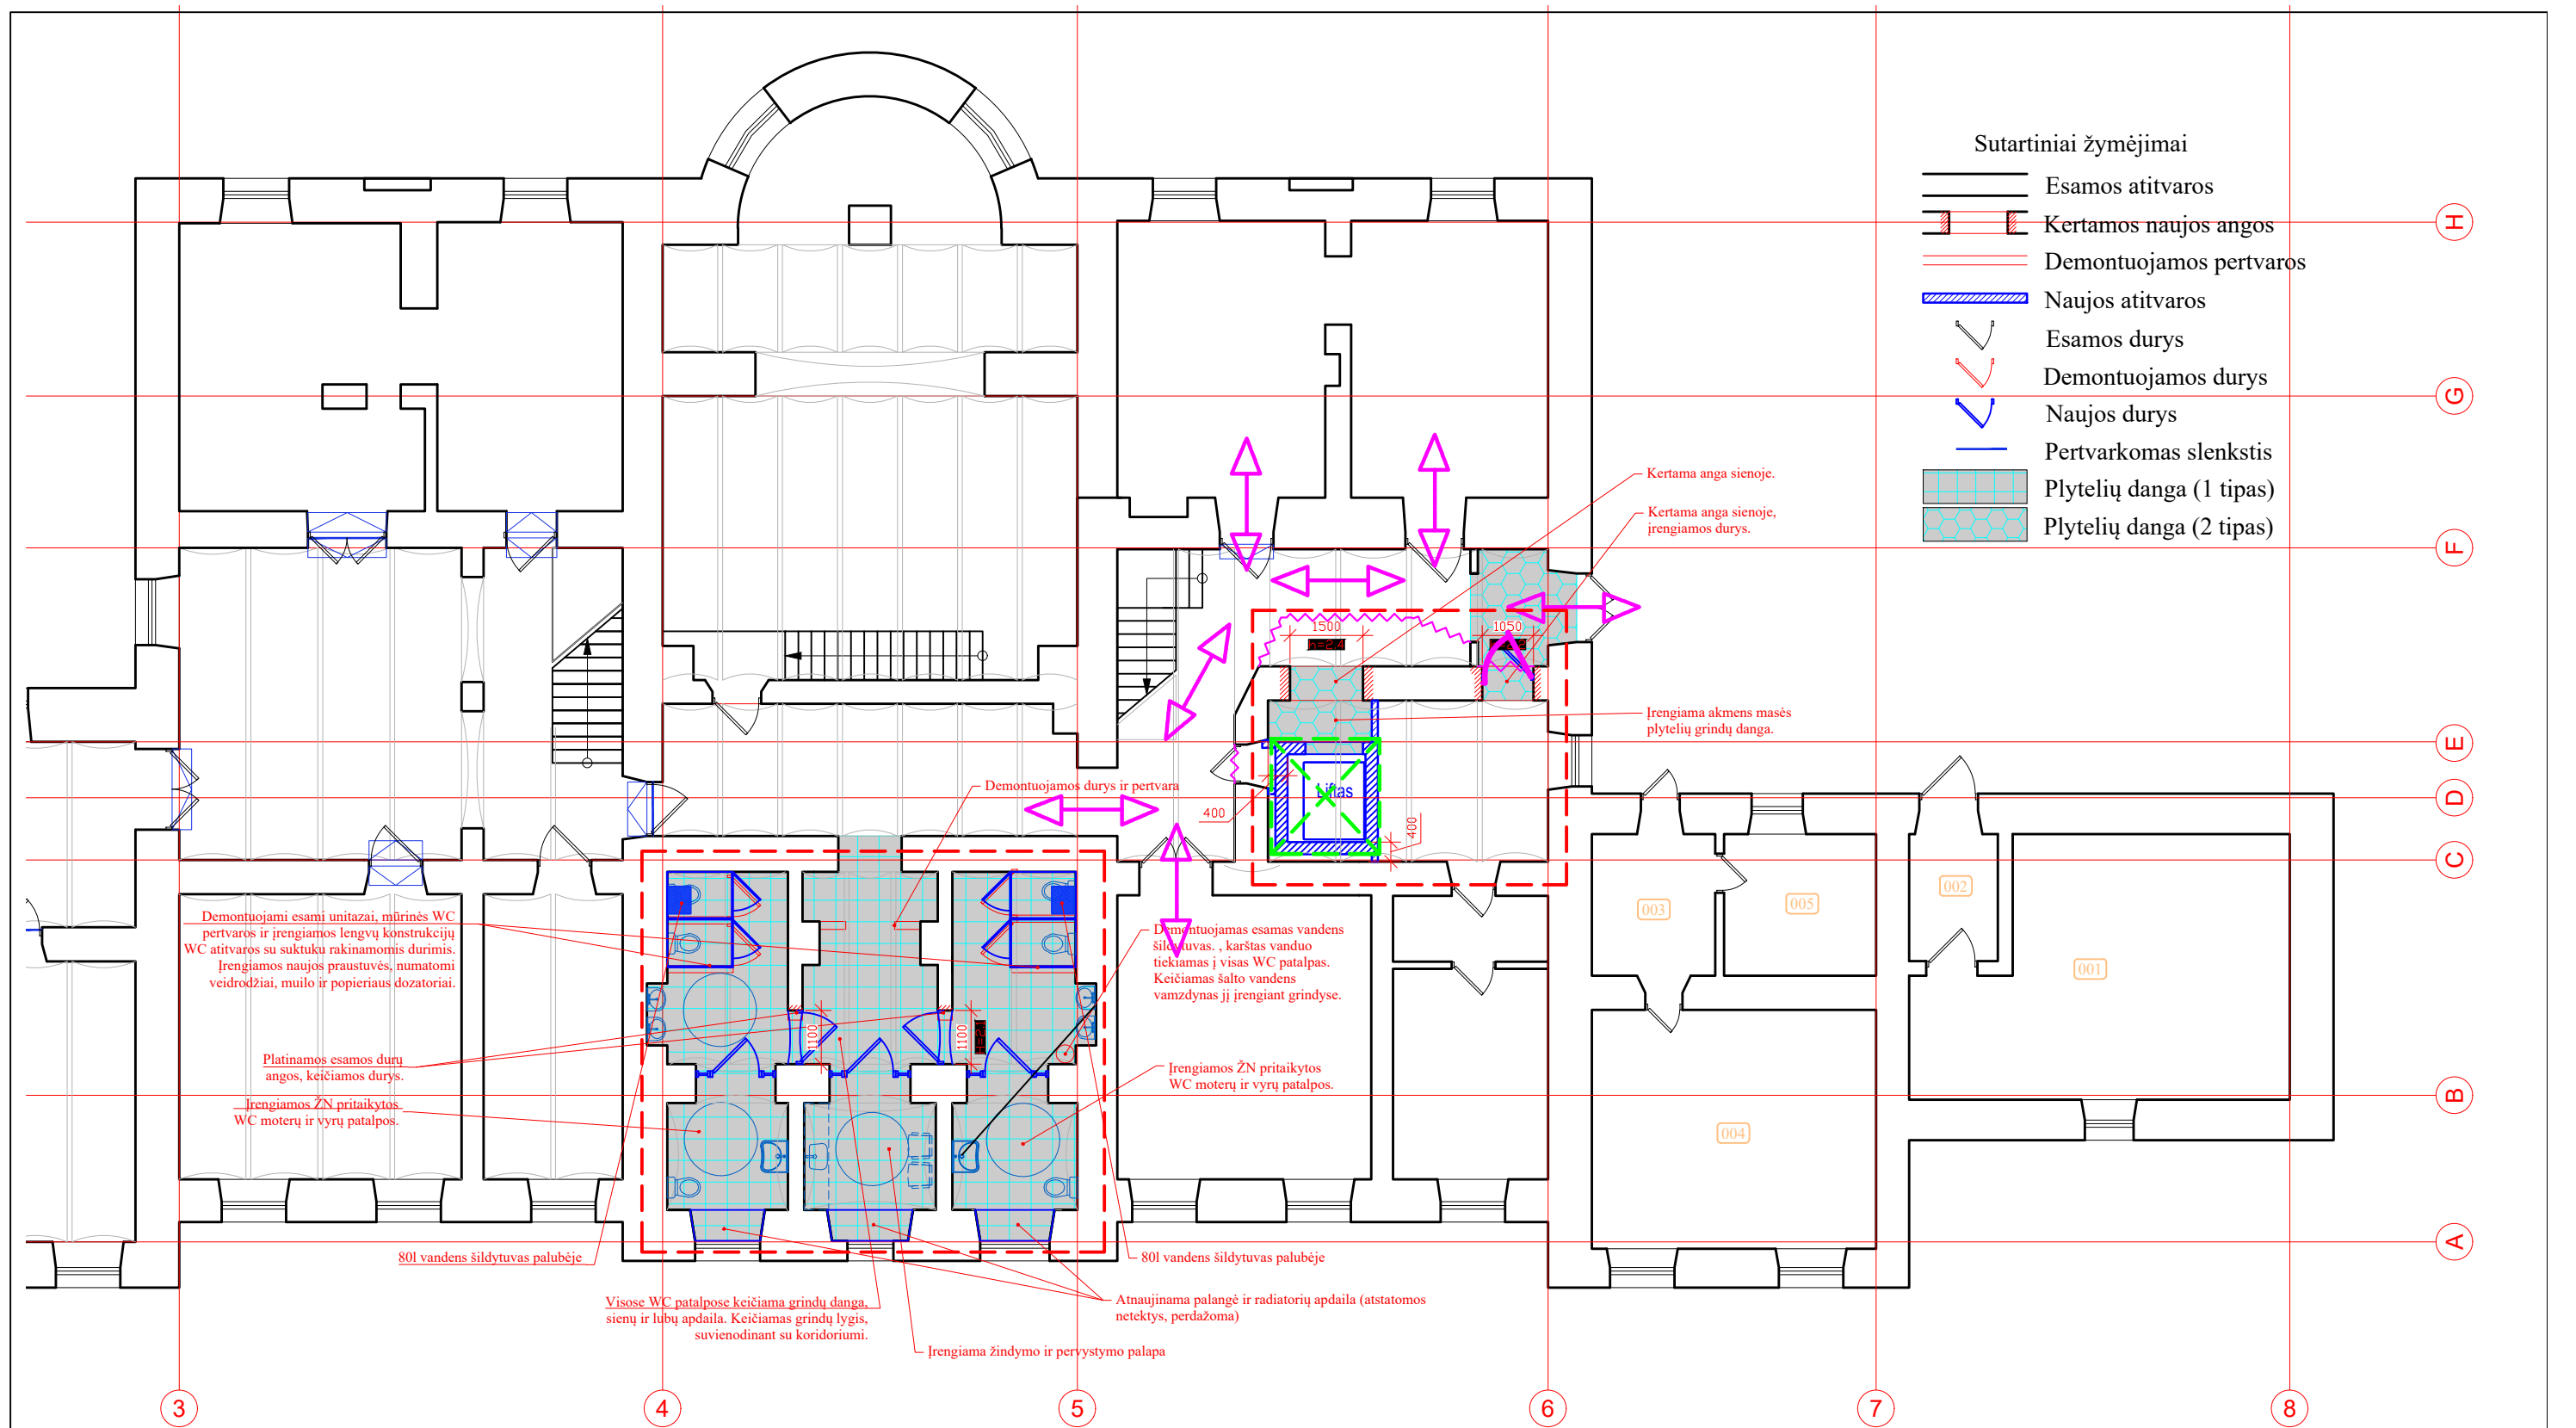 Sutartiniai žymėjimai
Esamos atitvaros
Kertamos naujos angos
Demontuojamos pertvaros
Naujos atitvaros
Esamos durys
Demontuojamos durys
Naujos durys
Pertvarkomas slenkstis
Plytelių danga (1 tipas)
Plytelių danga (2 tipas)
H
G
F
E
D
C
B
A
Kertama anga sienoje.
Kertama anga sienoje,
įrengiamos durys.
1500
h=2.4
1050
Įrengiama akmens masės
plytelių grindų danga.
Liftas
400
400
Demontuojamos durys ir pertvara
Demontuojami esami unitazai, mūrinės WC
pertvaros ir įrengiamos lengvų konstrukcijų
WC atitvaros su suktuku rakinamomis durimis.
Įrengiamos naujos praustuvės, numatomi
veidrodžiai, muilo ir popieriaus dozatoriai.
Demontuojamas esamas vandens
šildytuvas. , karštas vanduo
tiekiamas į visas WC patalpas.
Keičiamas šalto vandens
vamzdynas jį įrengiant grindyse.
003
005
002
001
004
1100
1100
Platinamos esamos durų
angos, keičiamos durys.
Įrengiamos ŽN pritaikytos
WC moterų ir vyrų patalpos.
Įrengiamos ŽN pritaikytos
WC moterų ir vyrų patalpos.
80l vandens šildytuvas palubėje
80l vandens šildytuvas palubėje
Visose WC patalpose keičiama grindų danga,
sienų ir lubų apdaila. Keičiamas grindų lygis,
suvienodinant su koridoriumi.
Atnaujinama palangė ir radiatorių apdaila (atstatomos
netektys, perdažoma)
Įrengiama žindymo ir pervystymo palapa
3
4
5
6
7
8